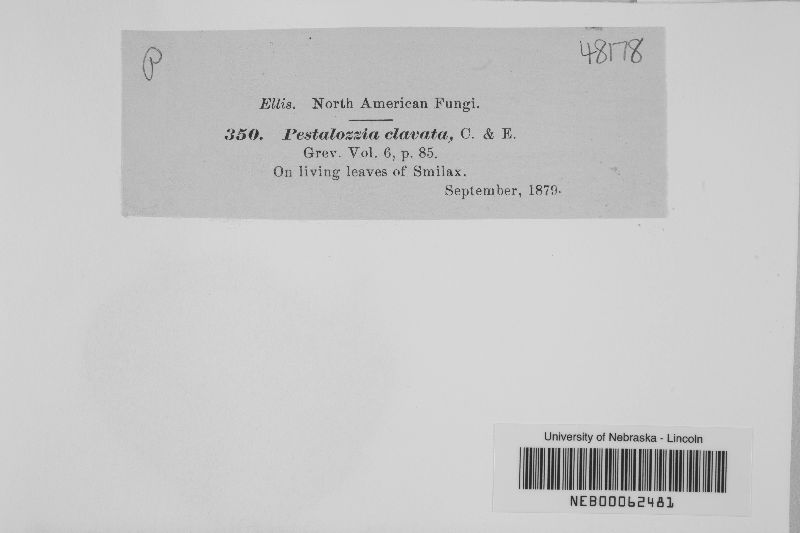 P
48178
Ellis. North American Fungi.
350. Pestalozzia clavata, C. & E.
Grev. Vol. 6, p. 85.
On living leaves of Smilax.
September, 1879.
University of Nebraska - Lincoln
NEB00062481